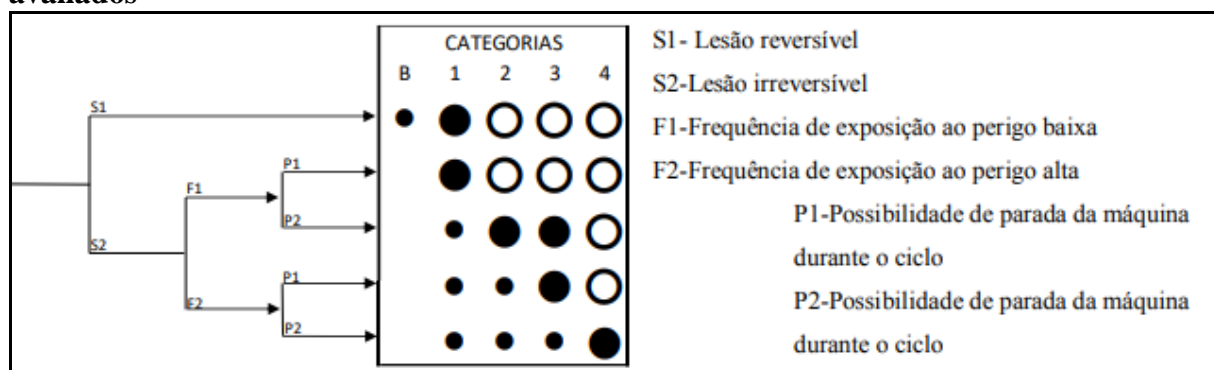 avaliados
CATEGORIAS
B 1 2 3 4
S1
F1
P1
P2
S2
F2
P1
P2
S1- Lesão reversível
S2-Lesão irreversível
F1-Frequência de exposição ao perigo baixa
F2-Frequência de exposição ao perigo alta
P1-Possibilidade de parada da máquina
durante o ciclo
P2-Possibilidade de parada da máquina
durante o ciclo